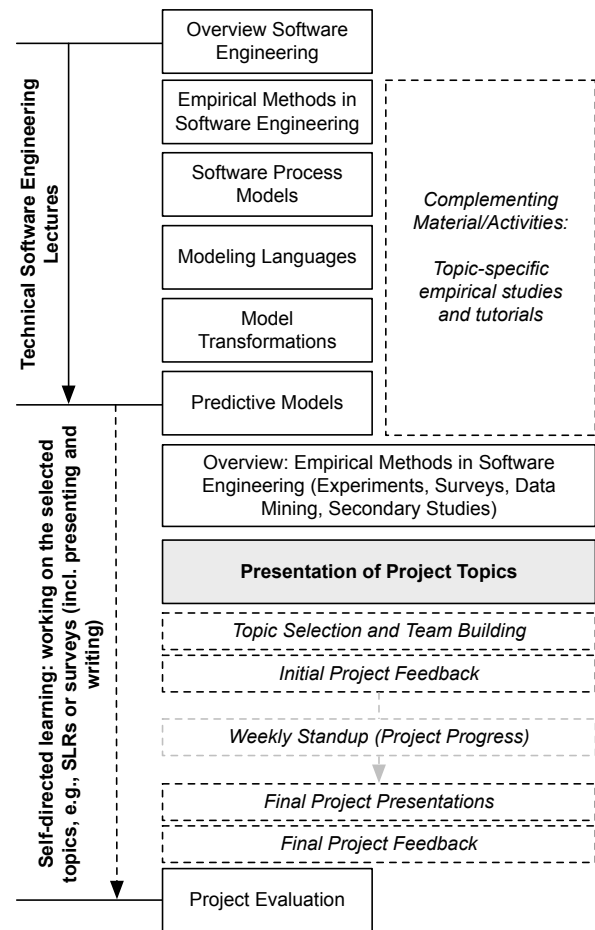 Overview Software
Engineering
Empirical Methods in
Software Engineering
Software Process
Models
Modeling Languages
Model
Transformations
Predictive Models
Technical Software Engineering
Lectures
Complementing
Material/Activities:
Topic-specific
empirical studies
and tutorials
Overview: Empirical Methods in Software
Engineering (Experiments, Surveys, Data
Mining, Secondary Studies)
Presentation of Project Topics
Topic Selection and Team Building
Initial Project Feedback
Weekly Standup (Project Progress)
Final Project Presentations
Final Project Feedback
Project Evaluation
Self-directed learning: working on the selected
topics, e.g., SLRs or surveys (incl. presenting and
writing)